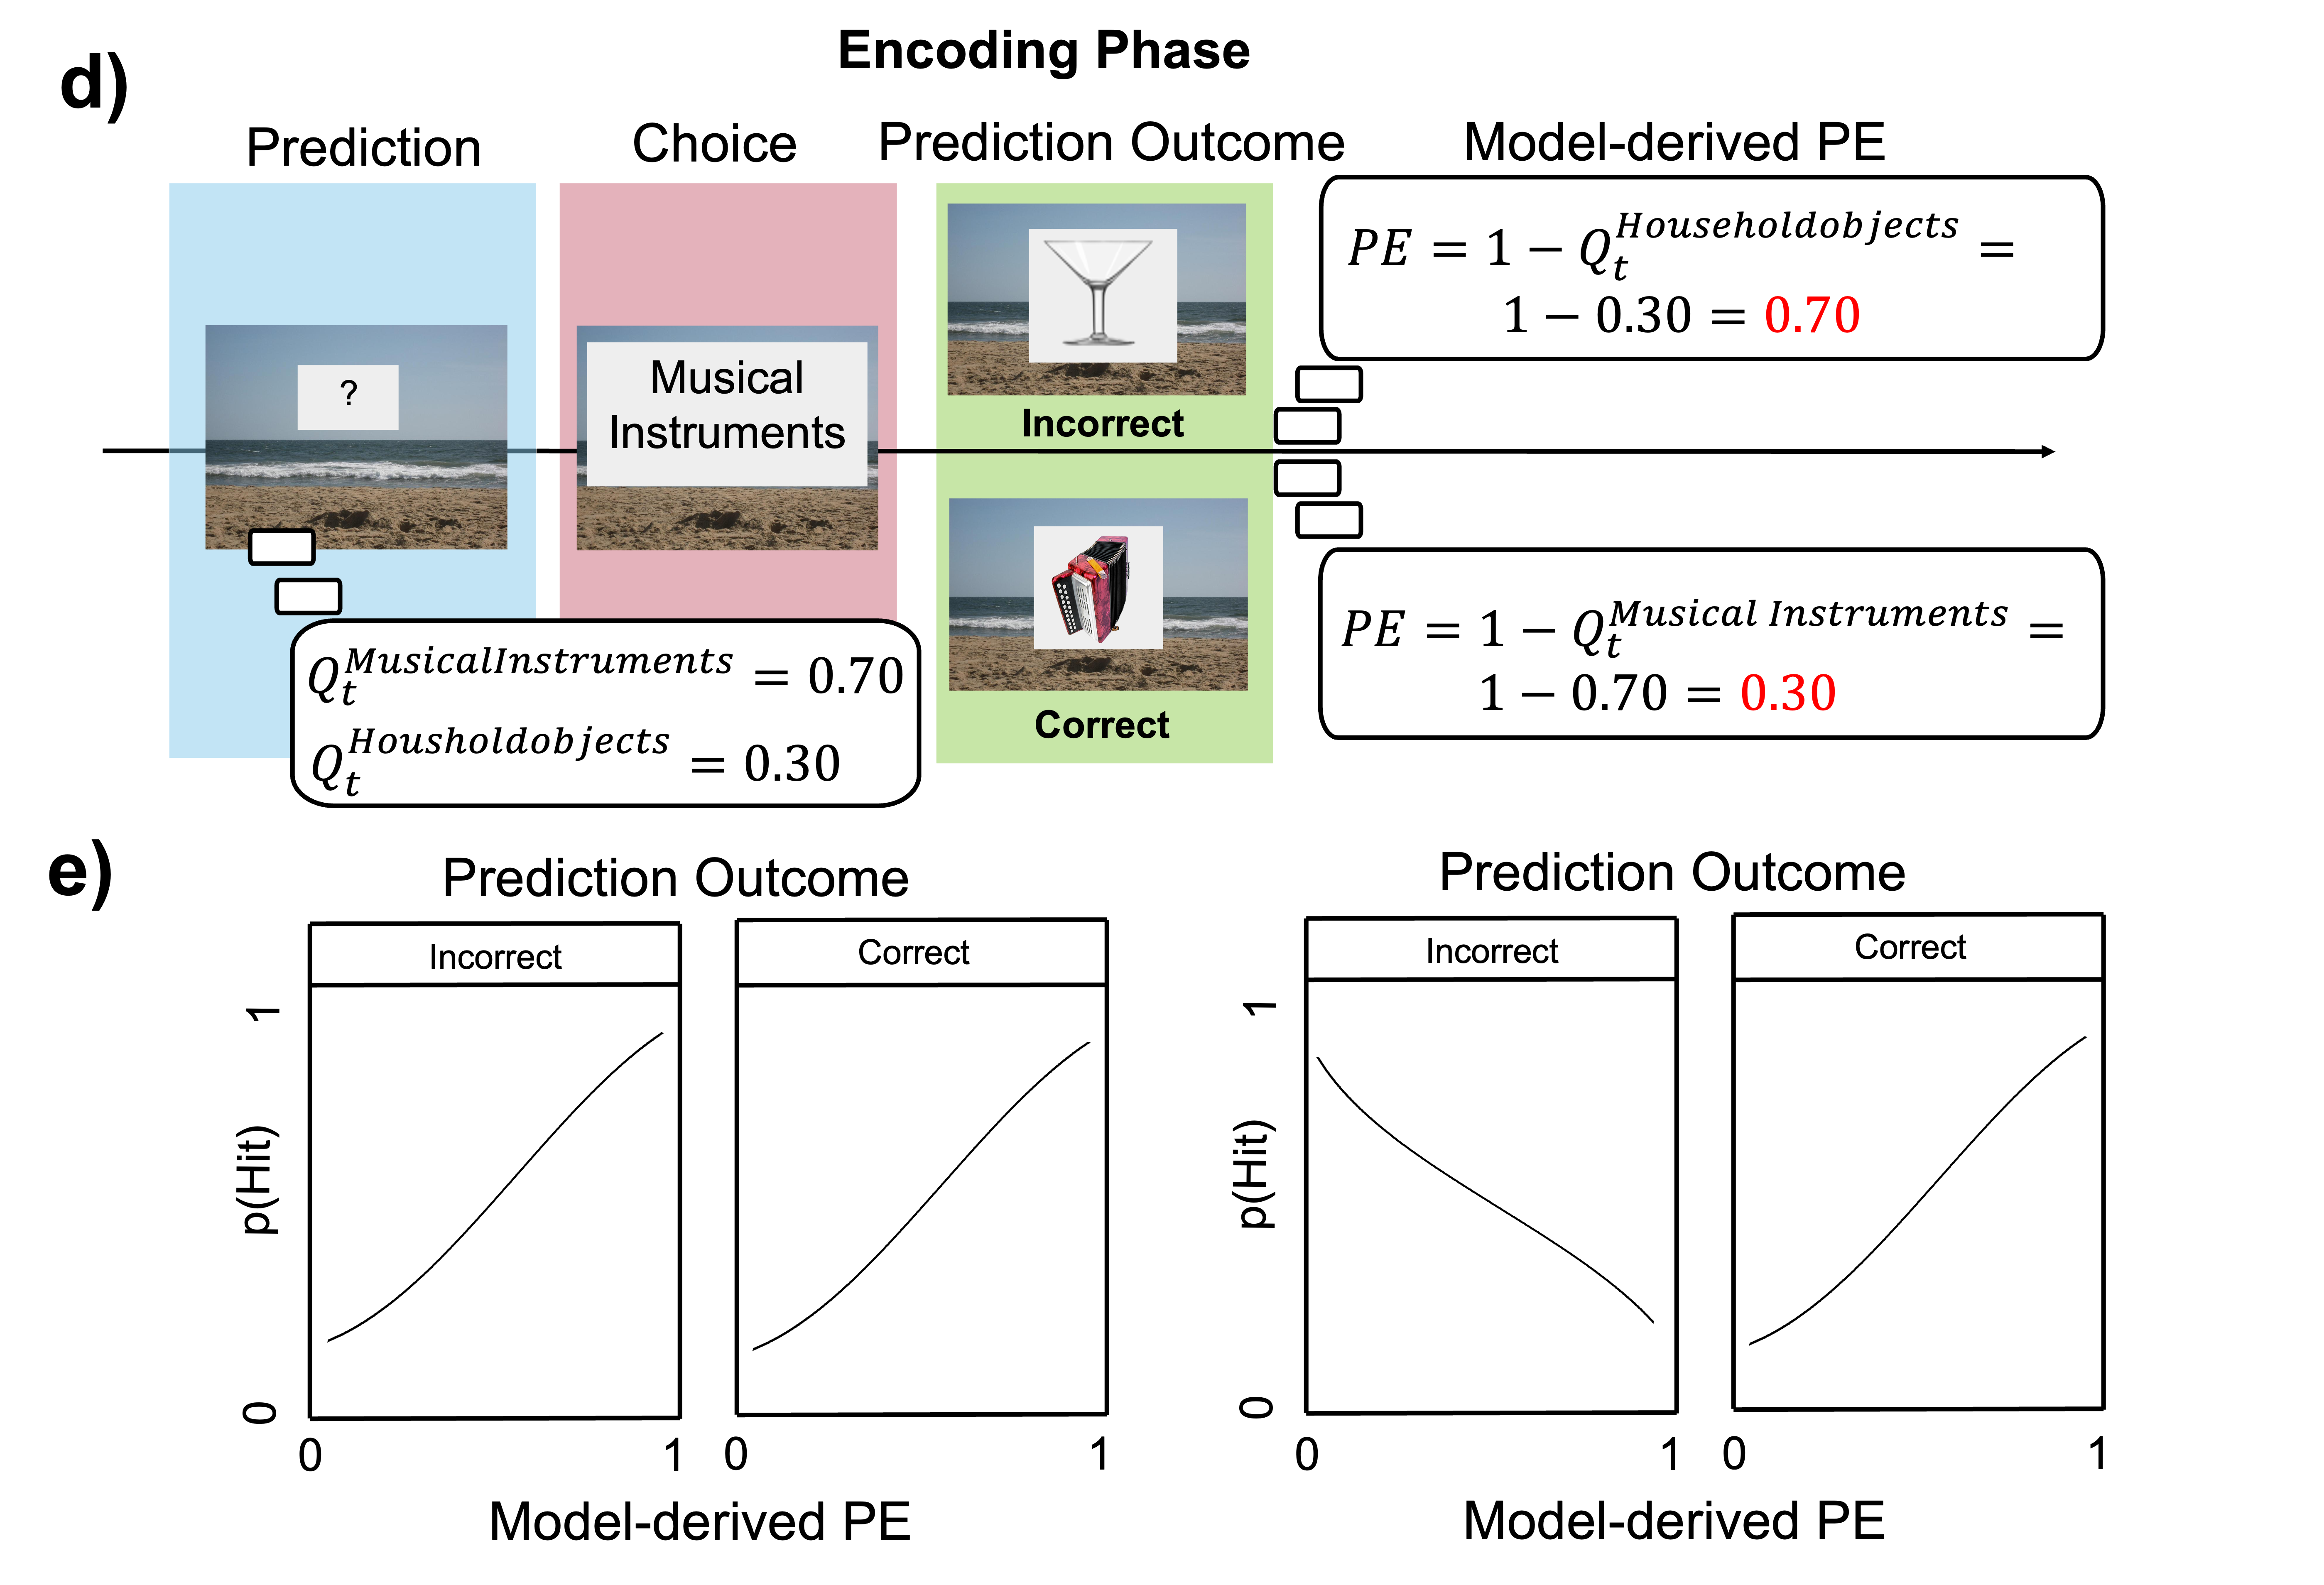 d)
Encoding Phase
Prediction
Choice
Prediction Outcome
Model-derived PE
?
Musical
Instruments
Incorrect
Correct
Q_t^{MusicalInstruments} = 0.70
Q_t^{Housholdobjects} = 0.30
PE = 1 − Q_t^{Householdobjects} =
1 − 0.30 = 0.70
PE = 1 − Q_t^{Musical Instruments} =
1 − 0.70 = 0.30
e)
Prediction Outcome
Incorrect
Correct
1
p(Hit)
0
0
1
0
1
Model-derived PE
Prediction Outcome
Incorrect
Correct
1
p(Hit)
0
0
1
0
1
Model-derived PE